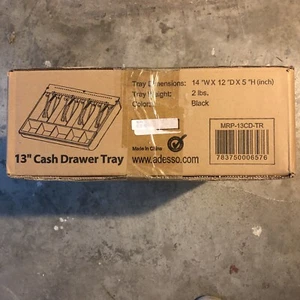 Tray Dimensions: 14 "W X 12 "D X 5 "H (inch)
Tray Weight: 2 lbs.
Color: Black
13" Cash Drawer Tray
Made In China
www.adesso.com
MRP-13CD-TR
783750006576